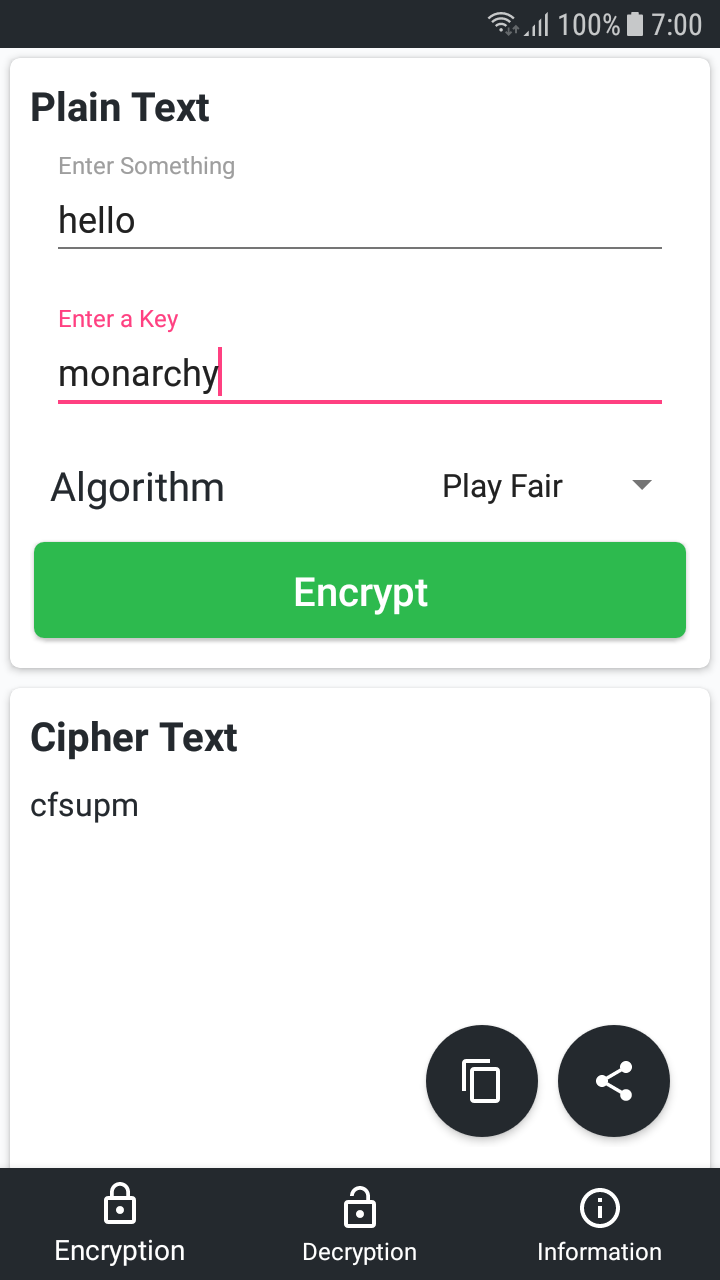 100% 7:00
Plain Text
Enter Something
hello
Enter a Key
monarchy
Algorithm Play Fair
Encrypt
Cipher Text
cfsupm
Encryption Decryption Information